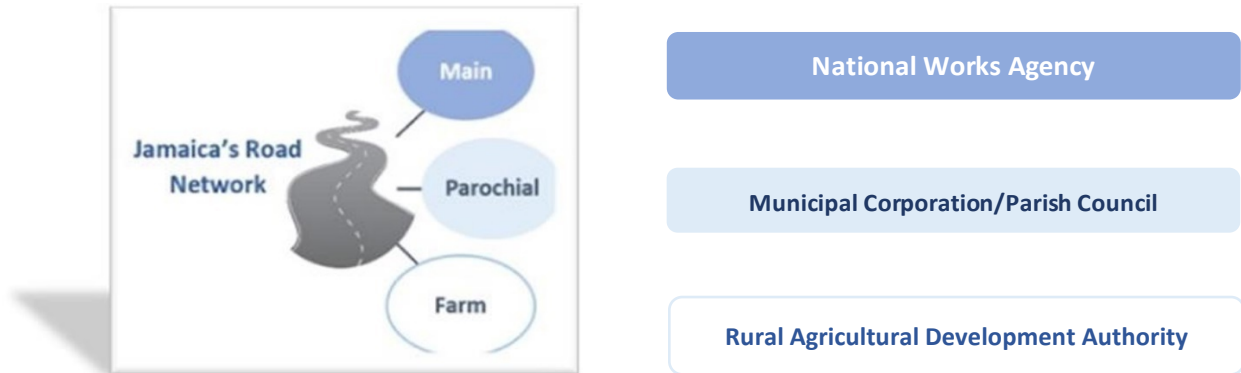 Main
Jamaica's Road
Network
Parochial
Farm
National Works Agency
Municipal Corporation/Parish Council
Rural Agricultural Development Authority